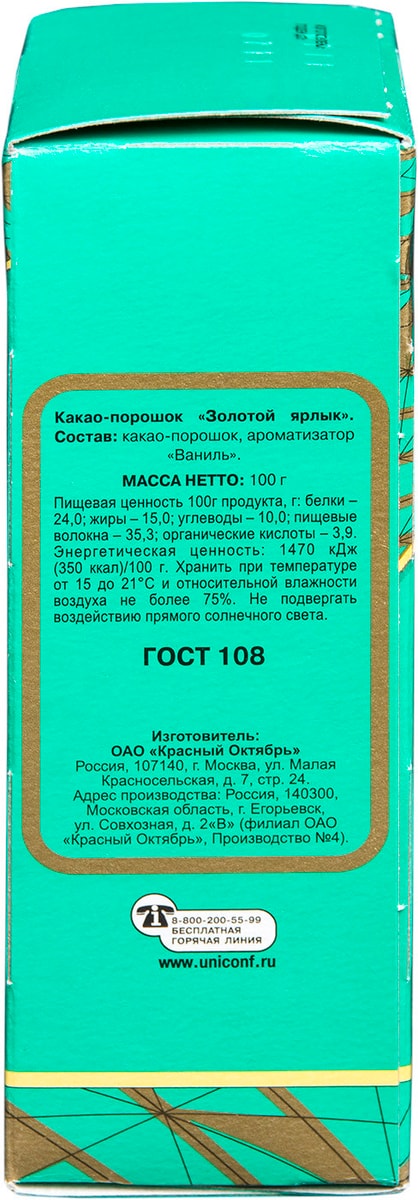 Какао-порошок «Золотой ярлык».
Состав: какао-порошок, ароматизатор
«Ваниль».
МАССА НЕТТО: 100 г
Пищевая ценность 100г продукта, г: белки –
24,0; жиры – 15,0; углеводы – 10,0; пищевые
волокна – 35,3; органические кислоты – 3,9.
Энергетическая ценность: 1470 кДж
(350 ккал)/100 г. Хранить при температуре
от 15 до 21°С и относительной влажности
воздуха не более 75%. Не подвергать
воздействию прямого солнечного света.
ГОСТ 108
Изготовитель:
ОАО «Красный Октябрь»
Россия, 107140, г. Москва, ул. Малая
Красносельская, д. 7, стр. 24.
Адрес производства: Россия, 140300,
Московская область, г. Егорьевск,
ул. Совхозная, д. 2«В» (филиал ОАО
«Красный Октябрь», Производство №4).
8-800-200-55-99
БЕСПЛАТНАЯ
ГОРЯЧАЯ ЛИНИЯ
www.uniconf.ru